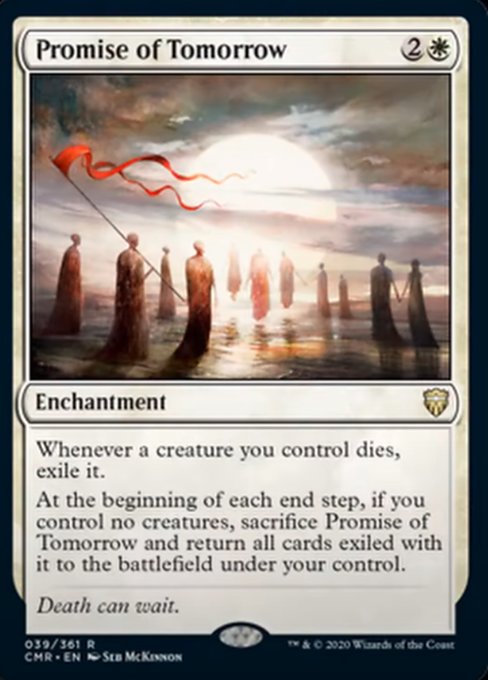 Promise of Tomorrow 2
Enchantment
Whenever a creature you control dies,
exile it.
At the beginning of each end step, if you
control no creatures, sacrifice Promise of
Tomorrow and return all cards exiled with
it to the battlefield under your control.
Death can wait.
039/361 R
CMR • EN Seb McKinnon
™ & © 2020 Wizards of the Coast